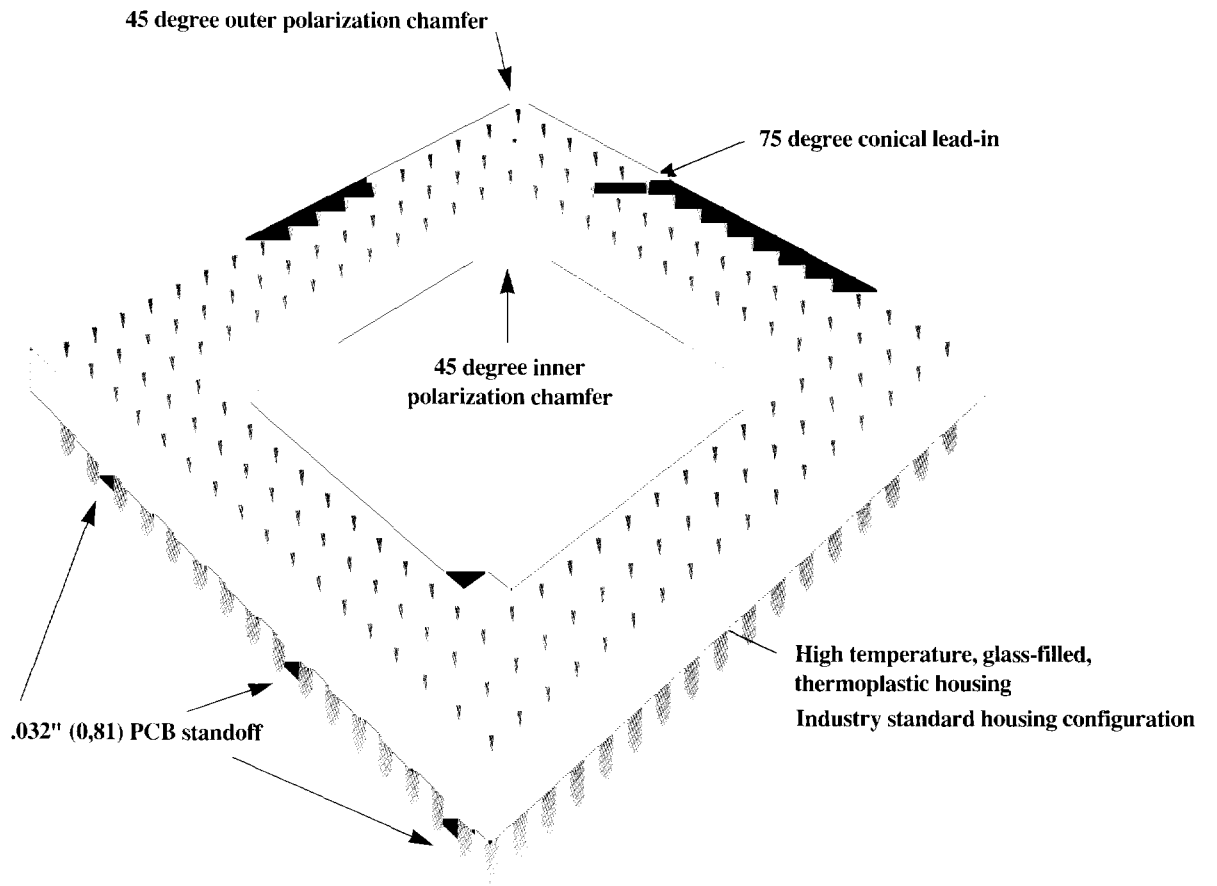 45 degree outer polarization chamfer
75 degree conical lead-in
45 degree inner
polarization chamfer
High temperature, glass-filled,
thermoplastic housing
Industry standard housing configuration
.032" (0,81) PCB standoff